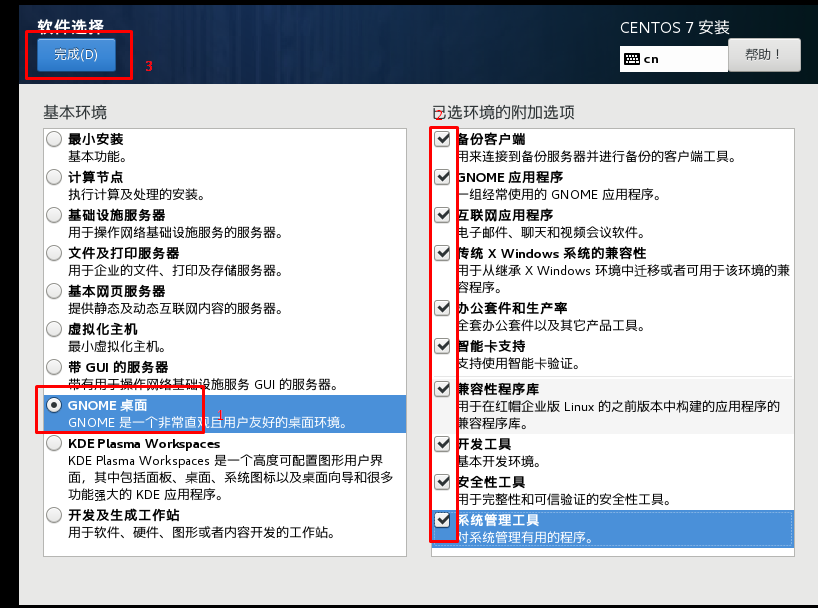 软件选择
CENTOS 7 安装
完成(D)
3
cn
帮助！
基本环境
最小安装
基本功能。
计算节点
执行计算及处理的安装。
基础设施服务器
用于操作网络基础设施服务的服务器。
文件及打印服务器
用于企业的文件、打印及存储服务器。
基本网页服务器
提供静态及动态互联网内容的服务器。
虚拟化主机
最小虚拟化主机。
带 GUI 的服务器
带有用于操作网络基础设施服务 GUI 的服务器。
GNOME 桌面
1
GNOME 是一个非常直观且用户友好的桌面环境。
KDE Plasma Workspaces
KDE Plasma Workspaces 是一个高度可配置图形用户界
面，其中包括面板、桌面、系统图标以及桌面向导和很多
功能强大的 KDE 应用程序。
开发及生成工作站
用于软件、硬件、图形或者内容开发的工作站。
已选环境的附加选项
2
备份客户端
用来连接到备份服务器并进行备份的客户端工具。
GNOME 应用程序
一组经常使用的 GNOME 应用程序。
互联网应用程序
电子邮件、聊天和视频会议软件。
传统 X Windows 系统的兼容性
用于从继承 X Windows 环境中迁移或者可用于该环境的兼
容程序。
办公套件和生产率
全套办公套件以及其它产品工具。
智能卡支持
支持使用智能卡验证。
兼容性程序库
用于在红帽企业版 Linux 的之前版本中构建的应用程序的
兼容程序库。
开发工具
基本开发环境。
安全性工具
用于完整性和可信验证的安全性工具。
系统管理工具
对系统管理有用的程序。